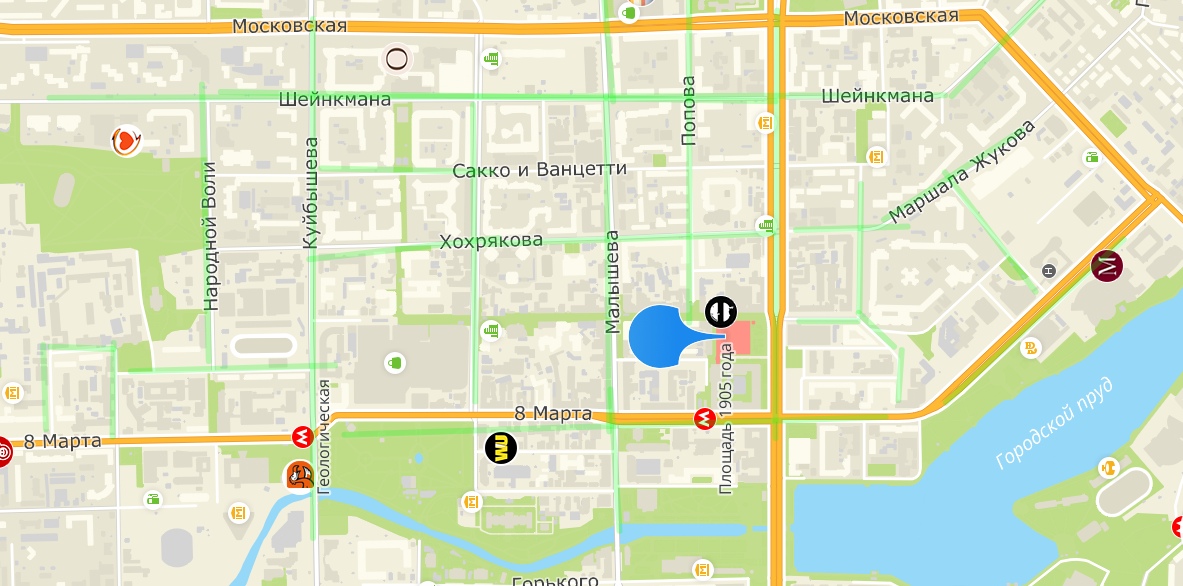 Московская
Московская
Шейнкмана
Шейнкмана
Попова
Народной Воли
Куйбышева
Сакко и Ванцетти
Маршала Жукова
Хохрякова
Малышева
H
M
Геологическая
8 Марта
Площадь 1905 года
8 Марта
WU
Городской пруд
Горького